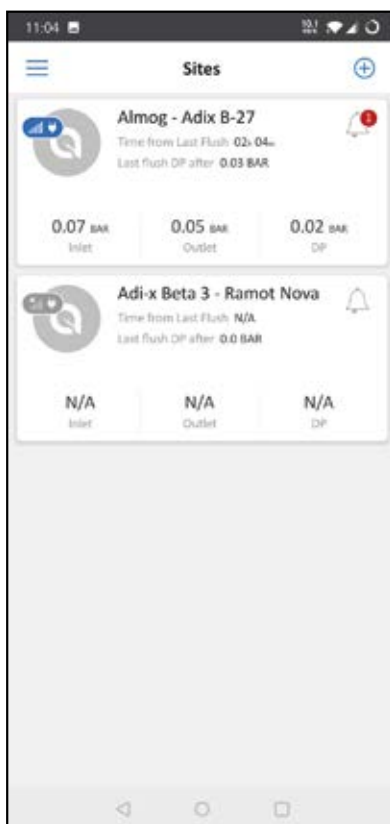 11:04
Sites
Almog - Adix B-27
1
Time from Last Flush 02h 04m
Last flush DP after 0.03 BAR
0.07 BAR 0.05 BAR 0.02 BAR
Inlet Outlet DP
Adi-x Beta 3 - Ramot Nova
Time from Last Flush N/A
Last flush DP after 0.0 BAR
N/A N/A N/A
Inlet Outlet DP